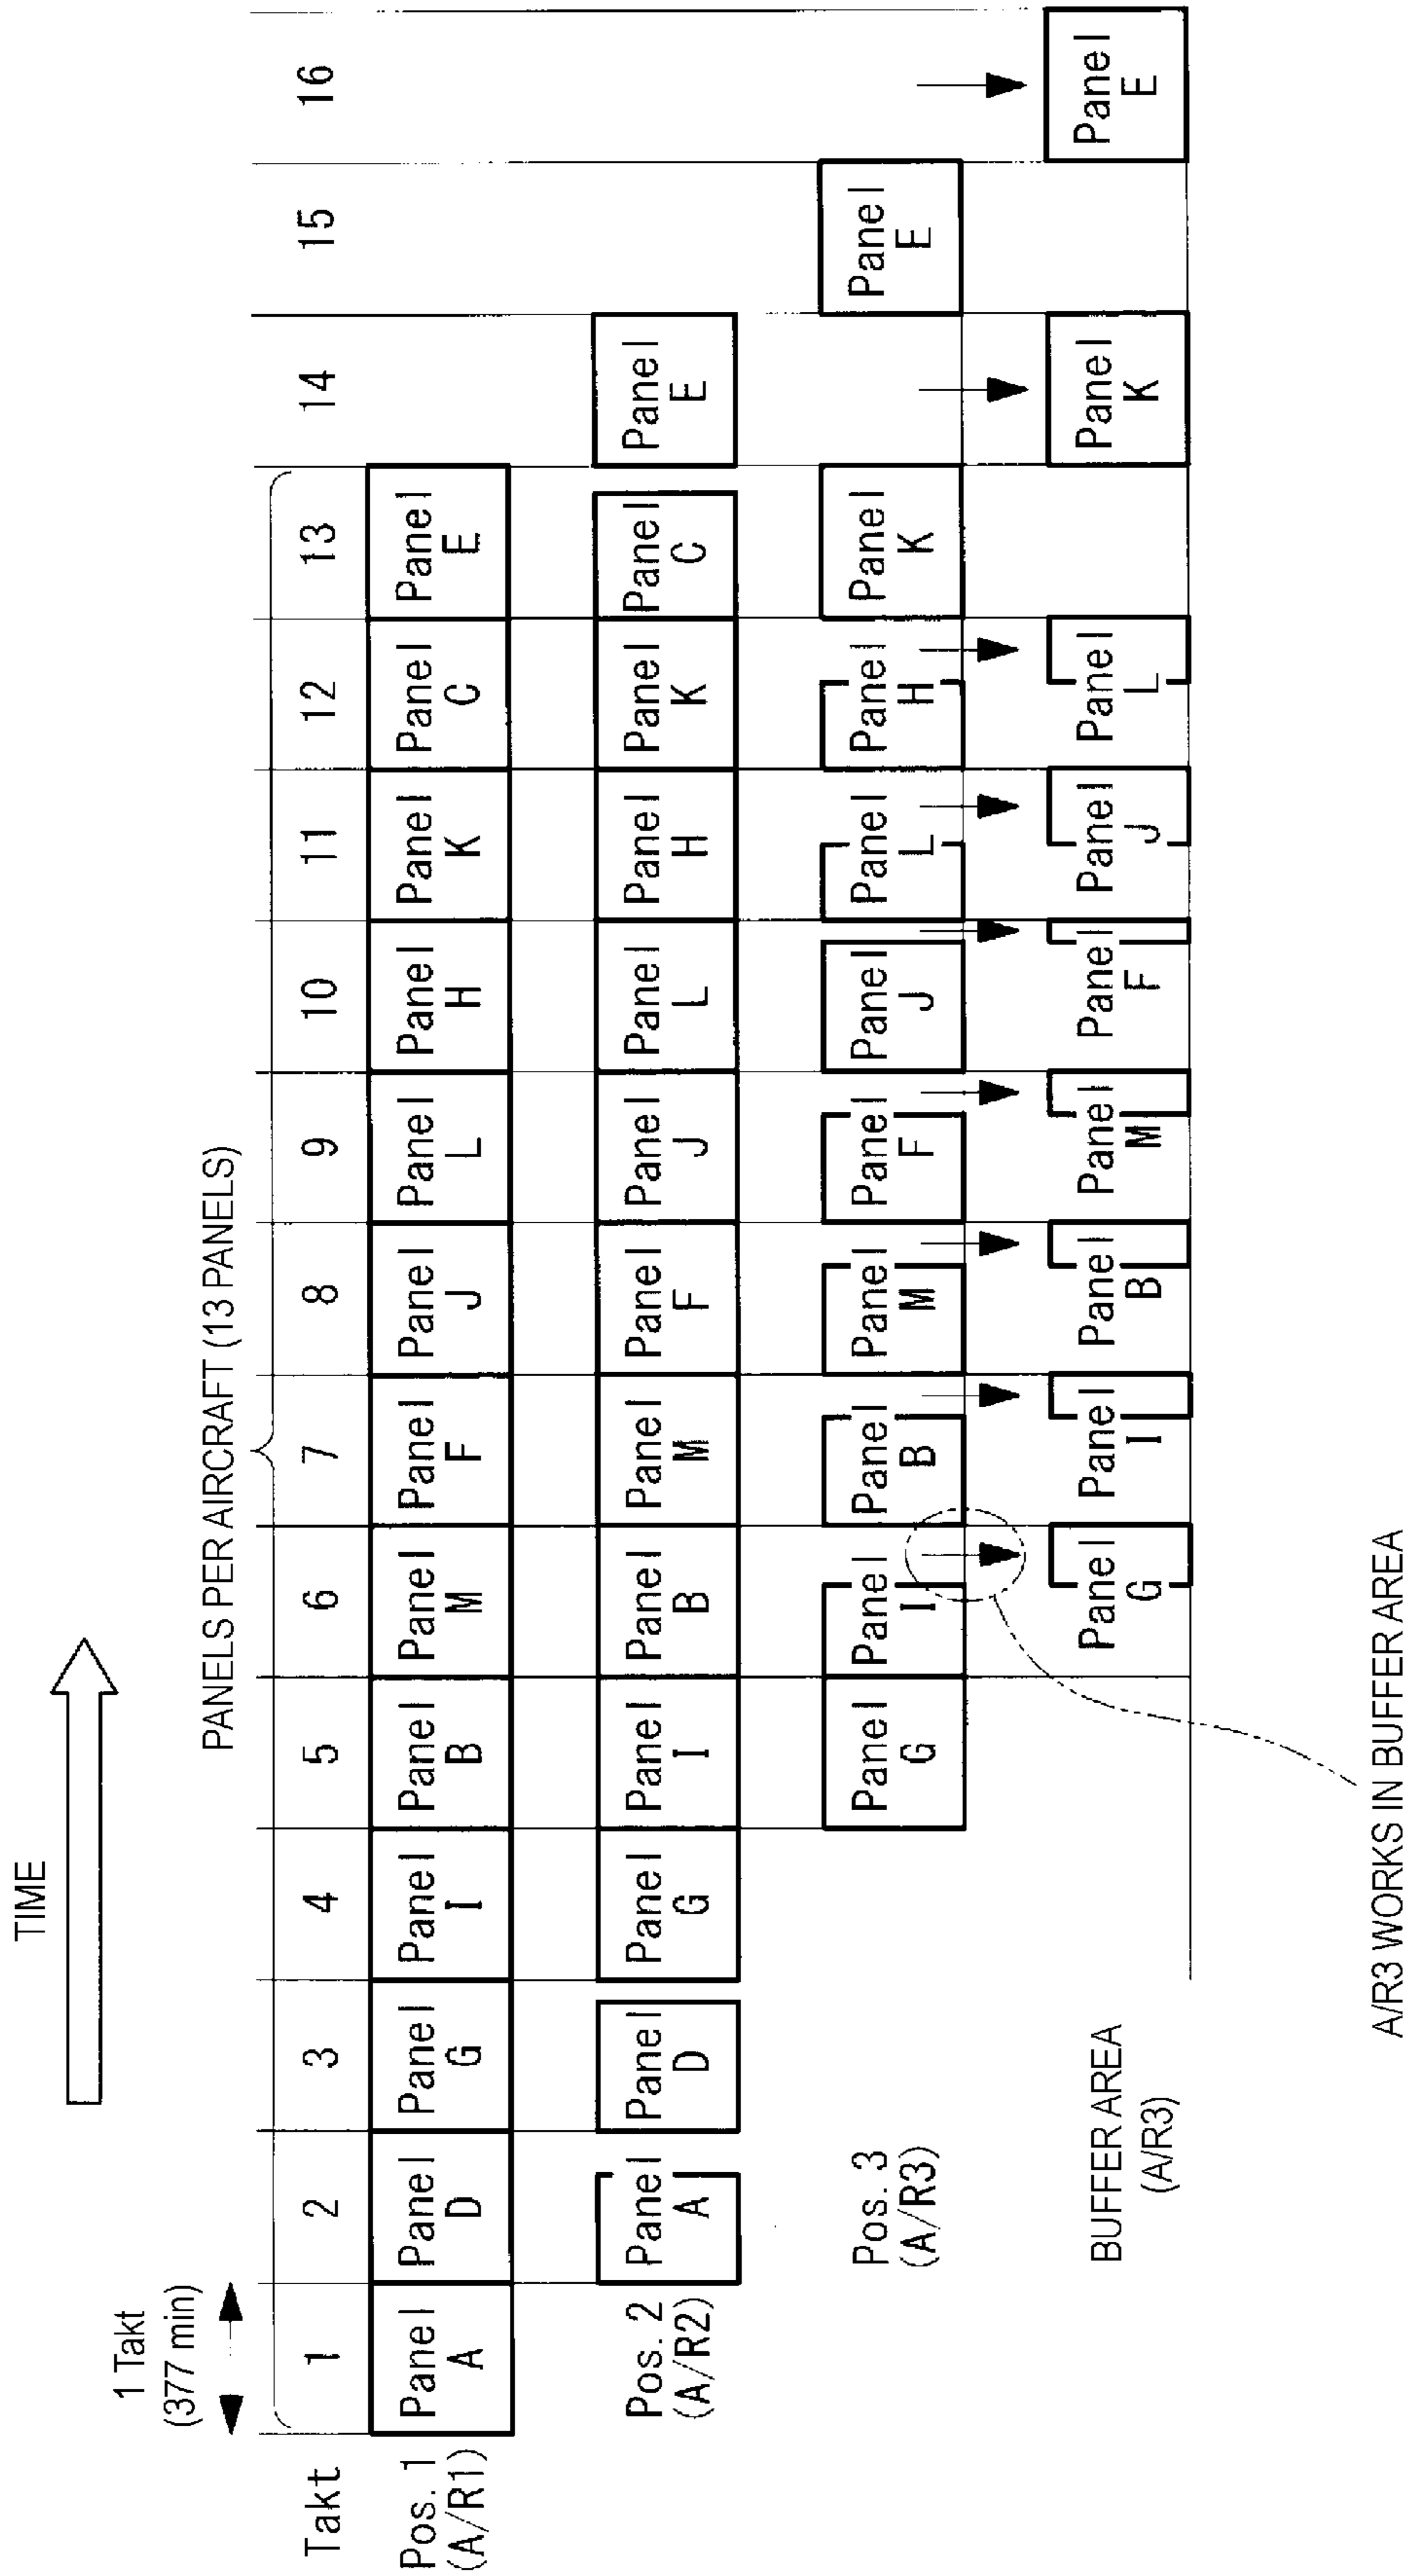 TIME
1 Takt
(377 min)
PANELS PER AIRCRAFT (13 PANELS)
Takt 1 2 3 4 5 6 7 8 9 10 11 12 13 14 15 16
Pos. 1
(A/R1)
Panel A
Panel D
Panel G
Panel I
Panel B
Panel M
Panel F
Panel J
Panel L
Panel H
Panel K
Panel C
Panel E
Pos. 2
(A/R2)
Panel A
Panel D
Panel G
Panel I
Panel B
Panel M
Panel F
Panel J
Panel L
Panel H
Panel K
Panel C
Panel E
Pos. 3
(A/R3)
Panel G
Panel I
Panel B
Panel M
Panel F
Panel J
Panel L
Panel H
Panel K
Panel E
BUFFER AREA
(A/R3)
Panel G
Panel I
Panel B
Panel M
Panel F
Panel J
Panel L
Panel K
Panel E
A/R3 WORKS IN BUFFER AREA